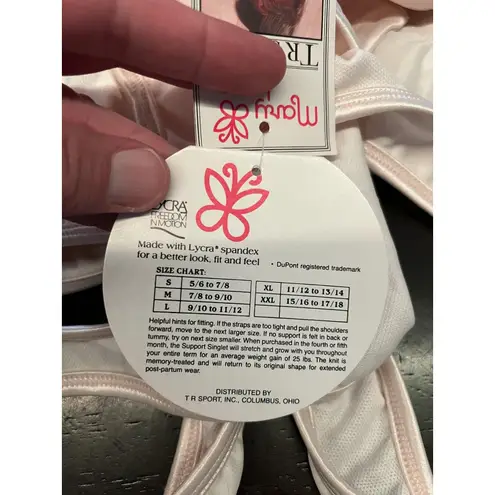 TR
Marry
LYCRA®
FREEDOM
IN MOTION
Made with Lycra* spandex
for a better look, fit and feel
* DuPont registered trademark
SIZE CHART:
S 5/6 to 7/8
M 7/8 to 9/10
L 9/10 to 11/12
XL 11/12 to 13/14
XXL 15/16 to 17/18
Helpful hints for fitting. If the straps are too tight and pull the shoulders
forward, move to the next larger size. If no support is felt in back or
tummy, try on next size smaller. When purchased in the fourth or fifth
month, the Support Singlet will stretch and grow with you throughout
your entire term for an average weight gain of 25 lbs. The knit is
memory-treated and will return to its original shape for extended
post-partum wear.
DISTRIBUTED BY
T R SPORT, INC., COLUMBUS, OHIO